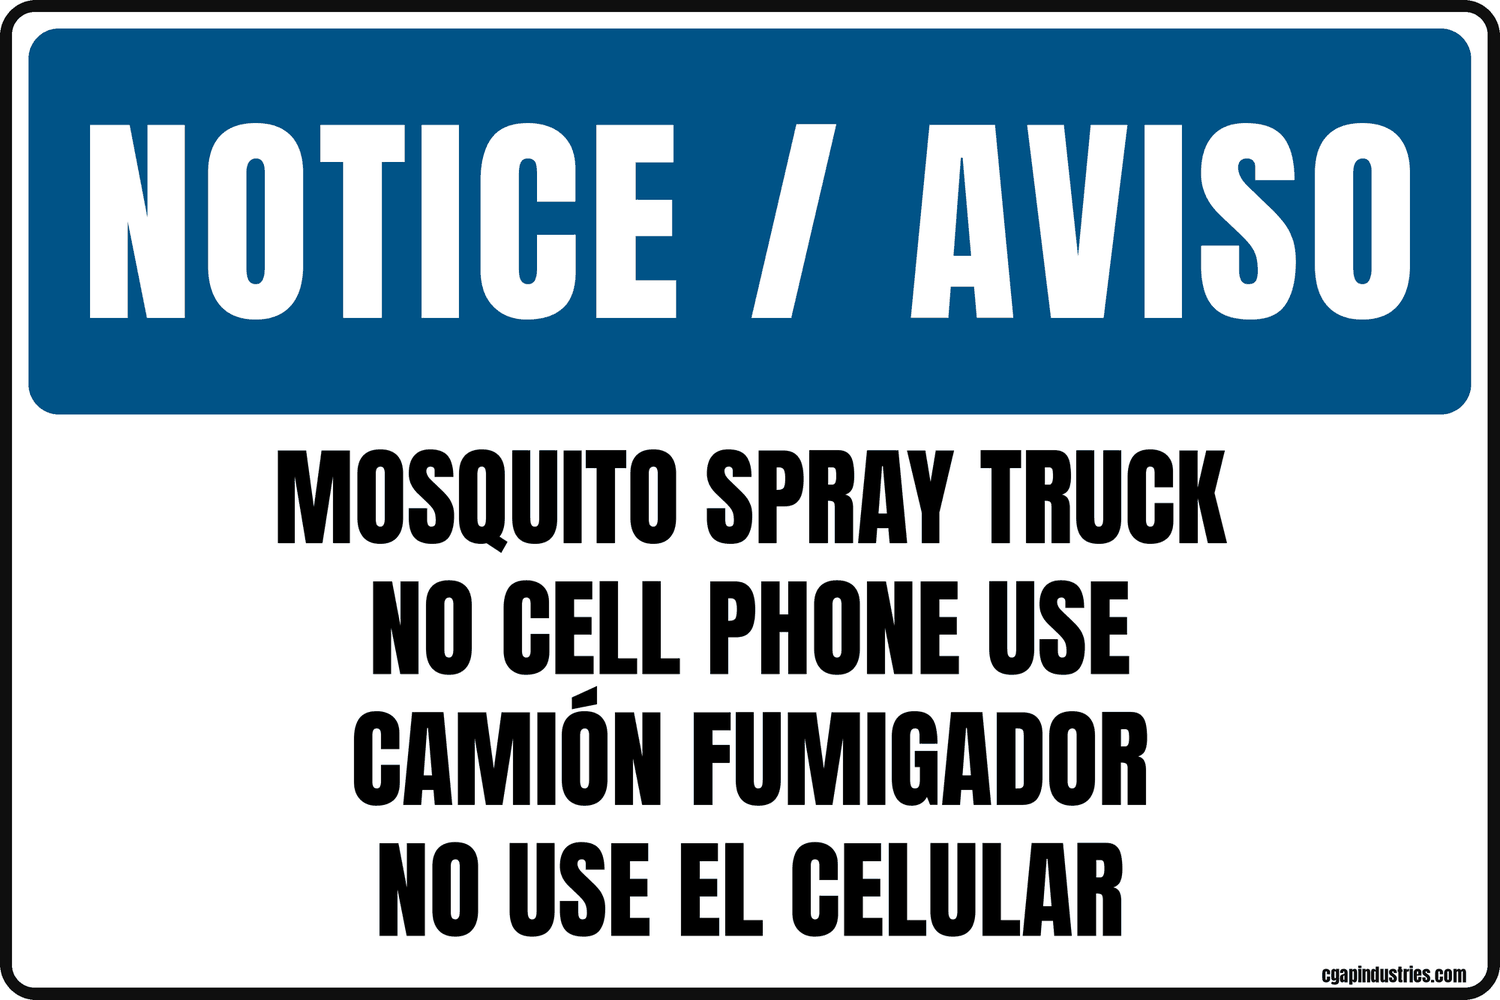 NOTICE / AVISO
MOSQUITO SPRAY TRUCK
NO CELL PHONE USE
CAMIÓN FUMIGADOR
NO USE EL CELULAR
cgapindustries.com